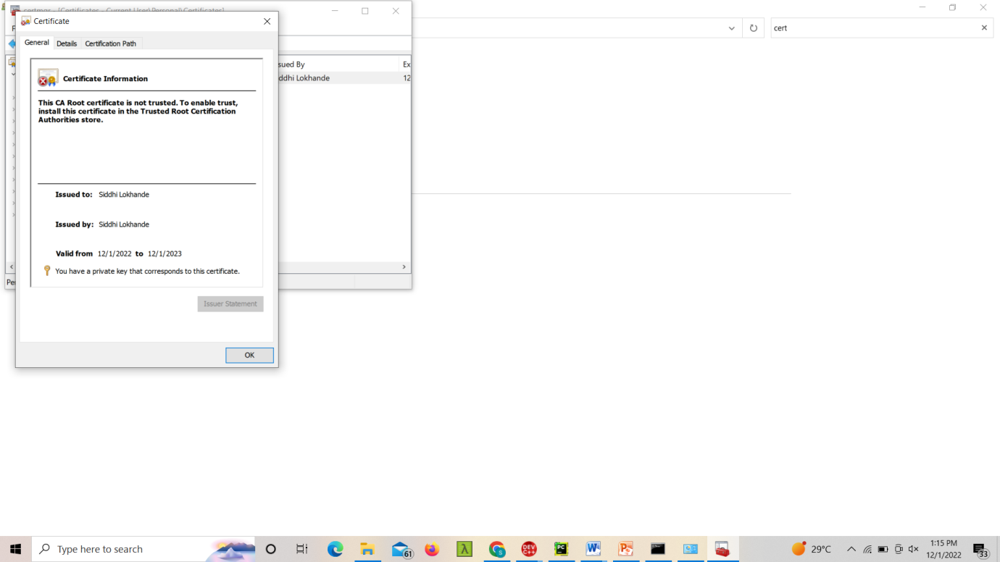 certmgr - [Certificates - Current User\Personal\Certificates]
Certificate
General Details Certification Path
Certificate Information
This CA Root certificate is not trusted. To enable trust,
install this certificate in the Trusted Root Certification
Authorities store.
Issued to: Siddhi Lokhande
Issued by: Siddhi Lokhande
Valid from 12/1/2022 to 12/1/2023
You have a private key that corresponds to this certificate.
Issuer Statement
OK
F
Pe
sued By Ex
ddhi Lokhande 12
cert
Type here to search
61
S
DEV
C++
PC
W
P
29°C
1:15 PM
12/1/2022
33